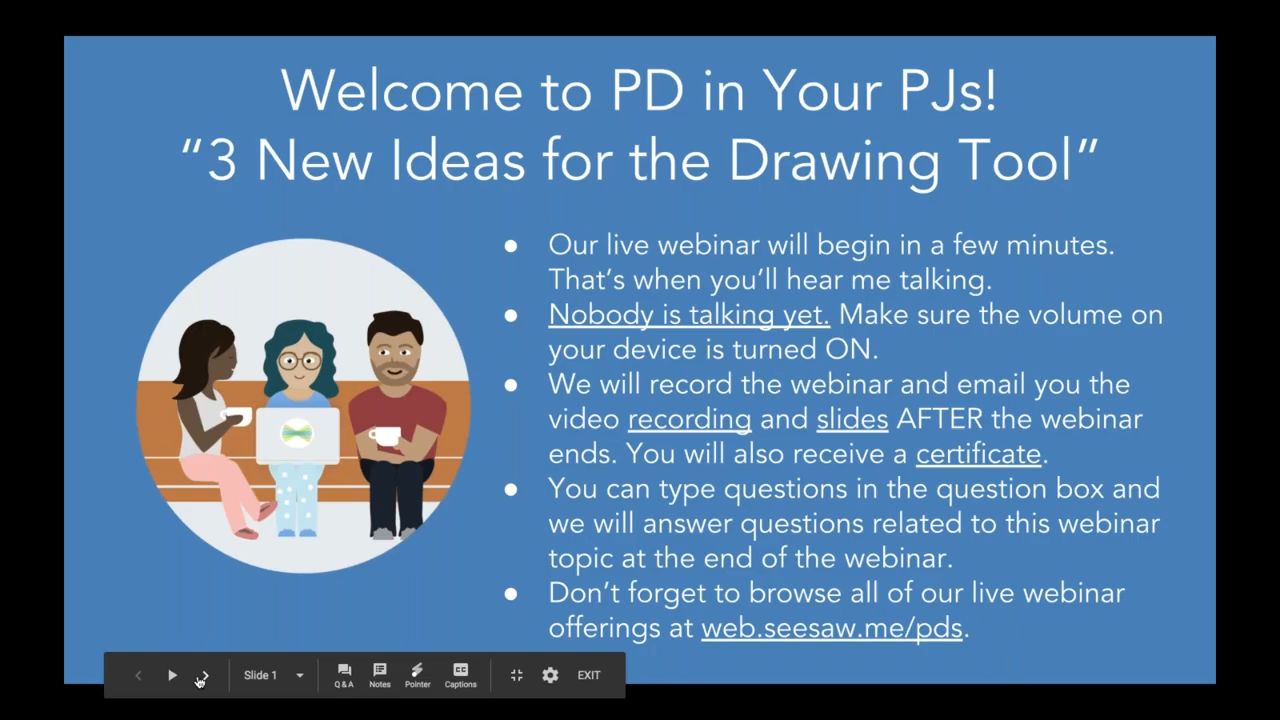 Welcome to PD in Your PJs!
“3 New Ideas for the Drawing Tool”
● Our live webinar will begin in a few minutes.
That’s when you’ll hear me talking.
● Nobody is talking yet. Make sure the volume on
your device is turned ON.
● We will record the webinar and email you the
video recording and slides AFTER the webinar
ends. You will also receive a certificate.
● You can type questions in the question box and
we will answer questions related to this webinar
topic at the end of the webinar.
● Don’t forget to browse all of our live webinar
offerings at web.seesaw.me/pds.
Slide 1
Q & A
Notes
Pointer
CC
Captions
EXIT